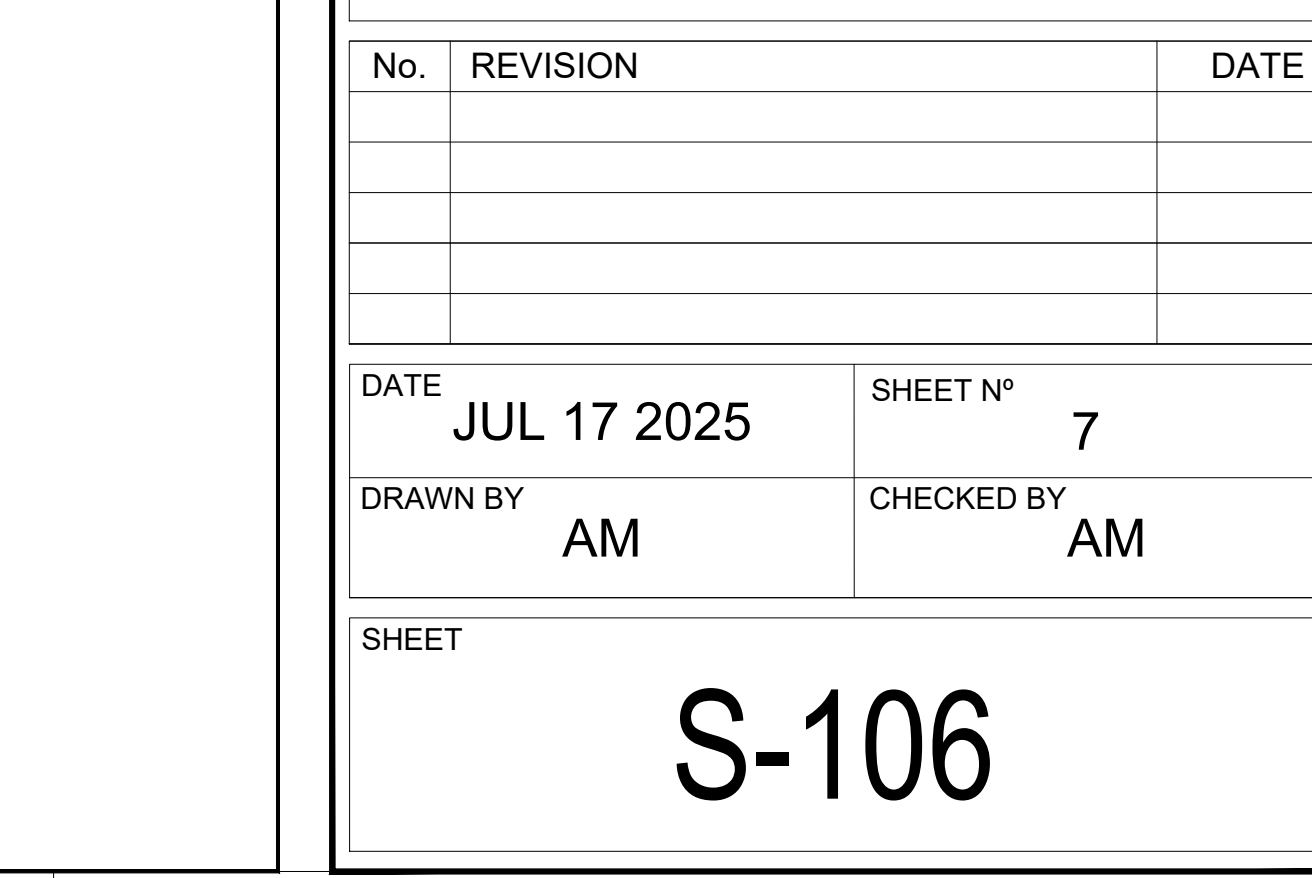 No. REVISION DATE
DATE
JUL 17 2025
SHEET Nº
7
DRAWN BY
AM
CHECKED BY
AM
SHEET
S-106